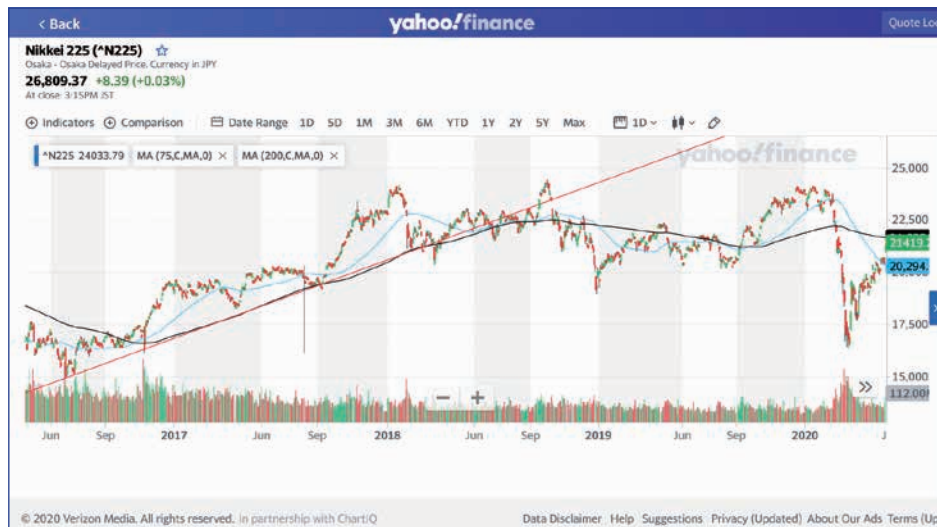 < Back
yahoo!finance
Quote Loo
Nikkei 225 (^N225)
Osaka - Osaka Delayed Price. Currency in JPY
26,809.37 +8.39 (+0.03%)
At close: 3:15PM JST
Indicators Comparison Date Range 1D 5D 1M 3M 6M YTD 1Y 2Y 5Y Max 1D
^N225 24033.79 MA (75,C,MA,0) × MA (200,C,MA,0) ×
yahoo!finance
25,000
22,500
20,294.
17,500
15,000
112.00
Jun Sep 2017 Jun Sep 2018 Jun Sep 2019 Jun Sep 2020 J
© 2020 Verizon Media. All rights reserved. In partnership with ChartIQ
Data Disclaimer Help Suggestions Privacy (Updated) About Our Ads Terms (Up